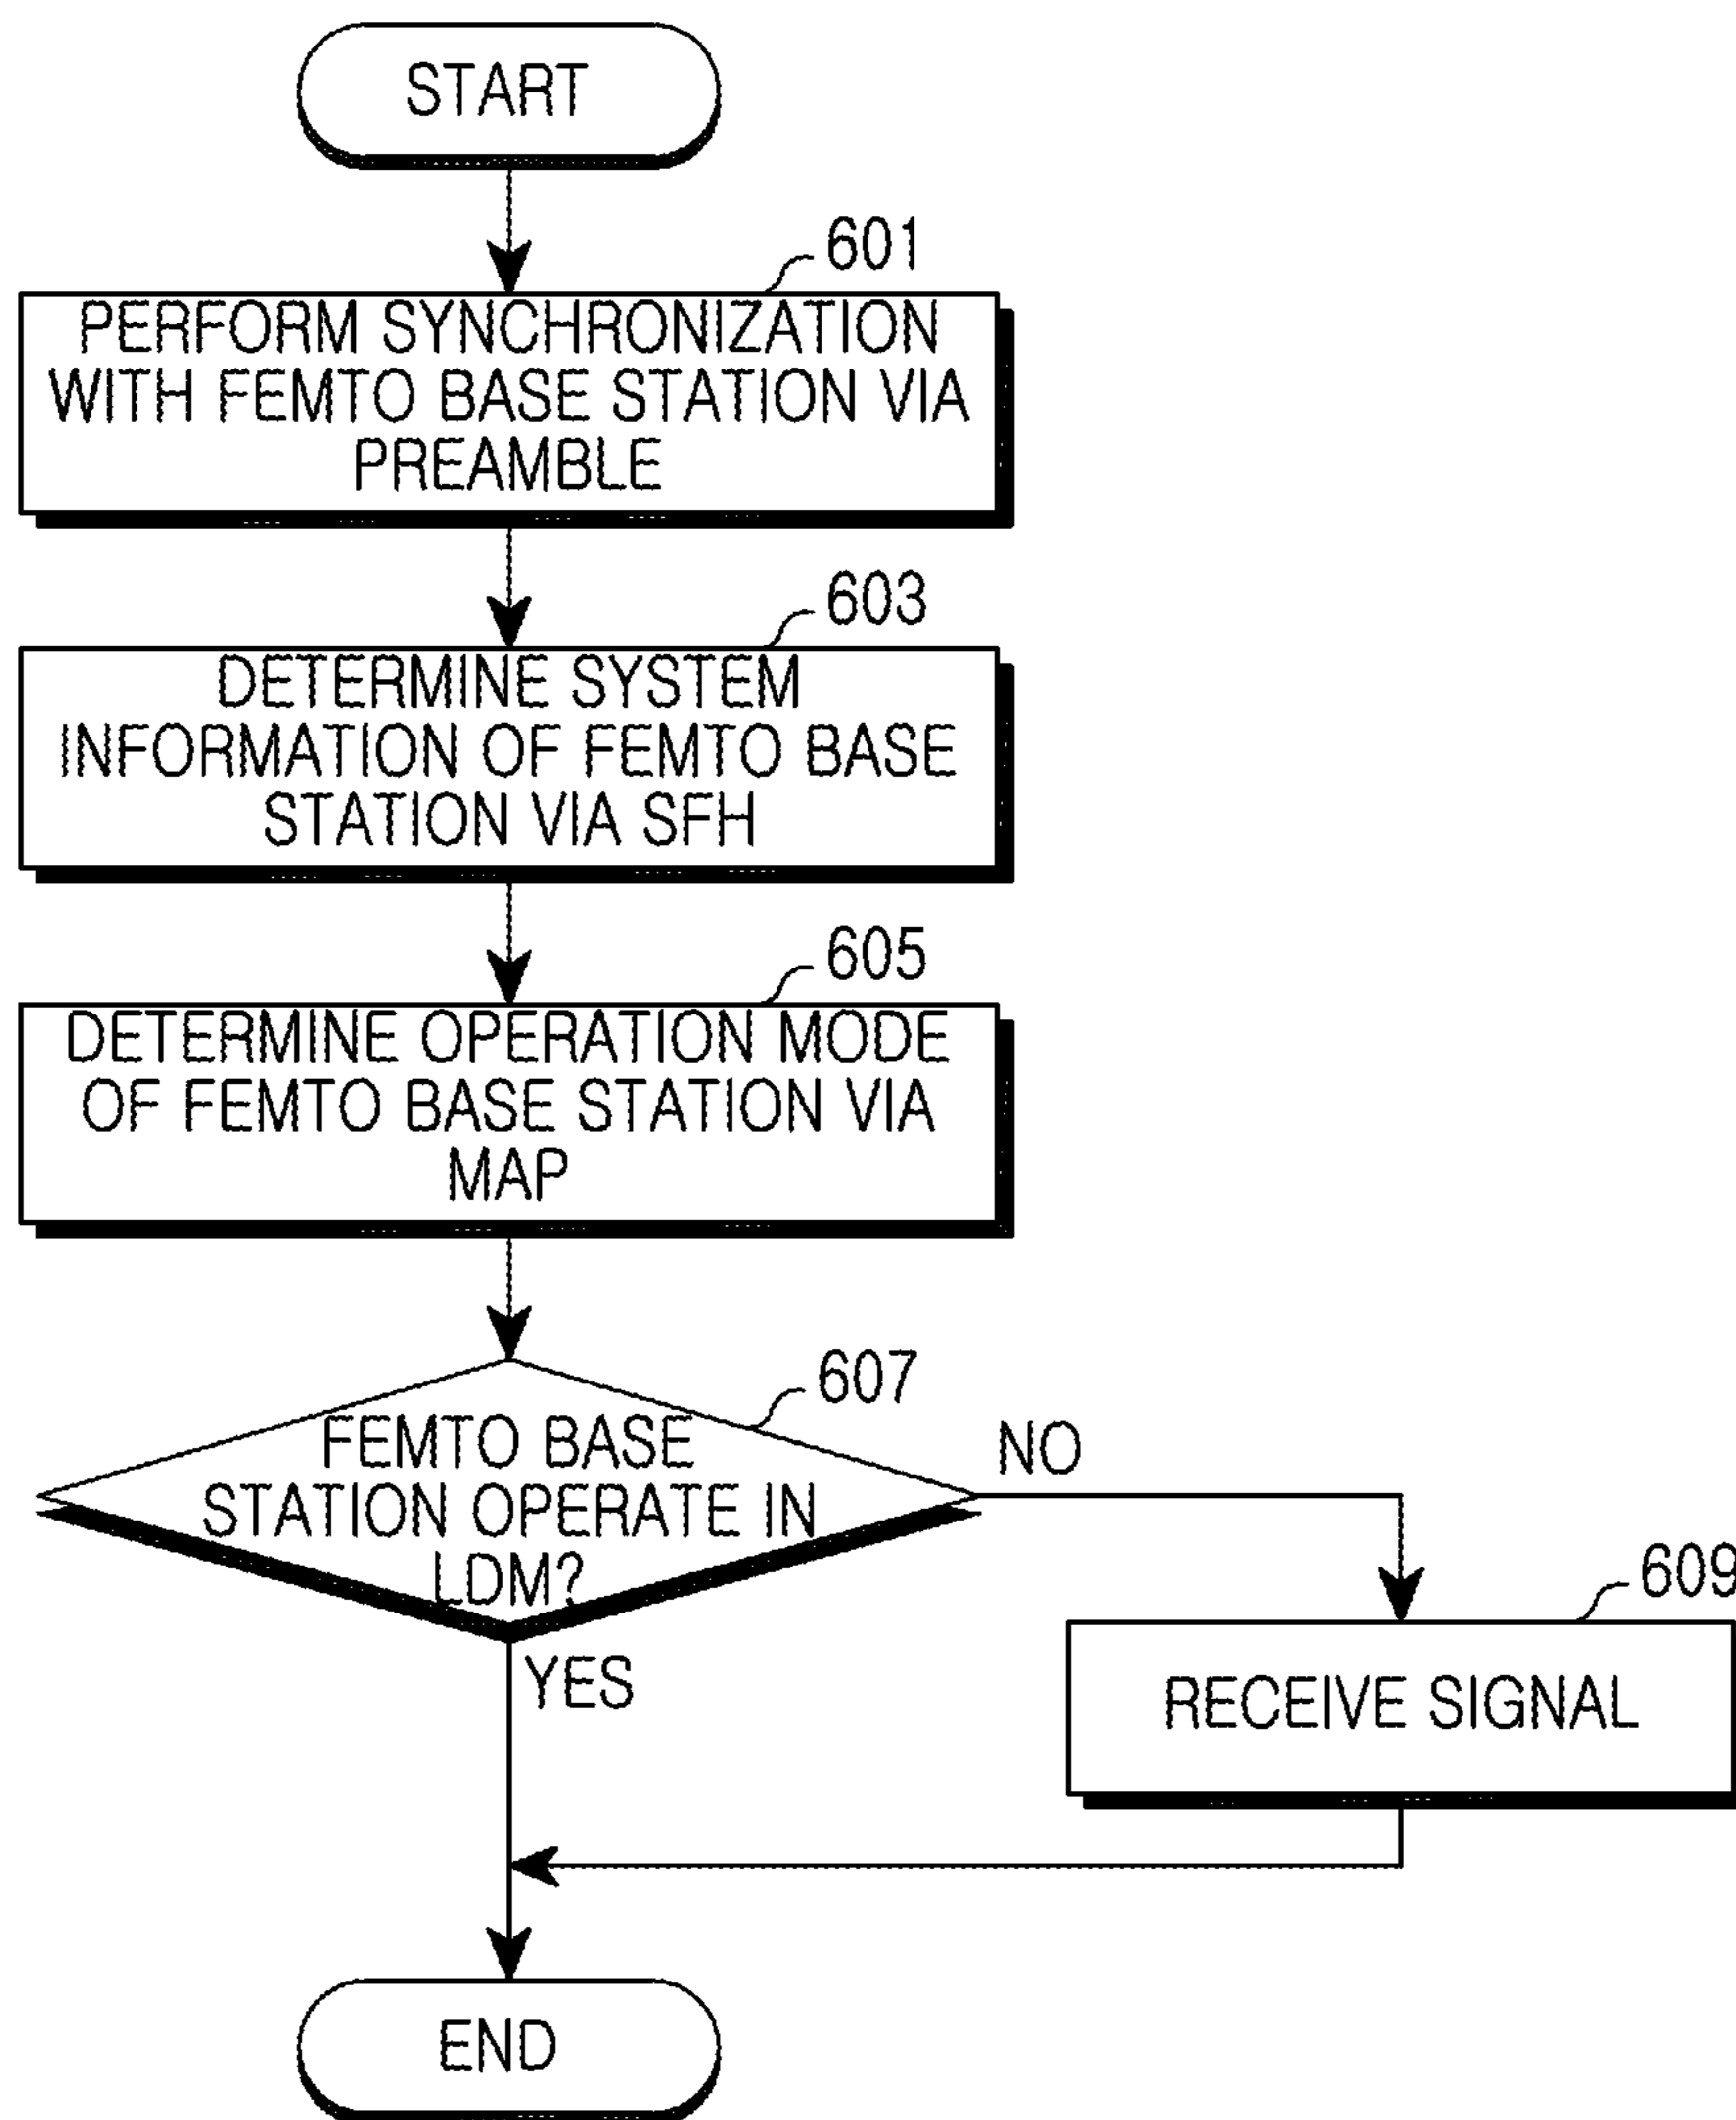 START
601
PERFORM SYNCHRONIZATION
WITH FEMTO BASE STATION VIA
PREAMBLE
603
DETERMINE SYSTEM
INFORMATION OF FEMTO BASE
STATION VIA SFH
605
DETERMINE OPERATION MODE
OF FEMTO BASE STATION VIA
MAP
607
FEMTO BASE
STATION OPERATE IN
LDM?
NO
609
RECEIVE SIGNAL
YES
END